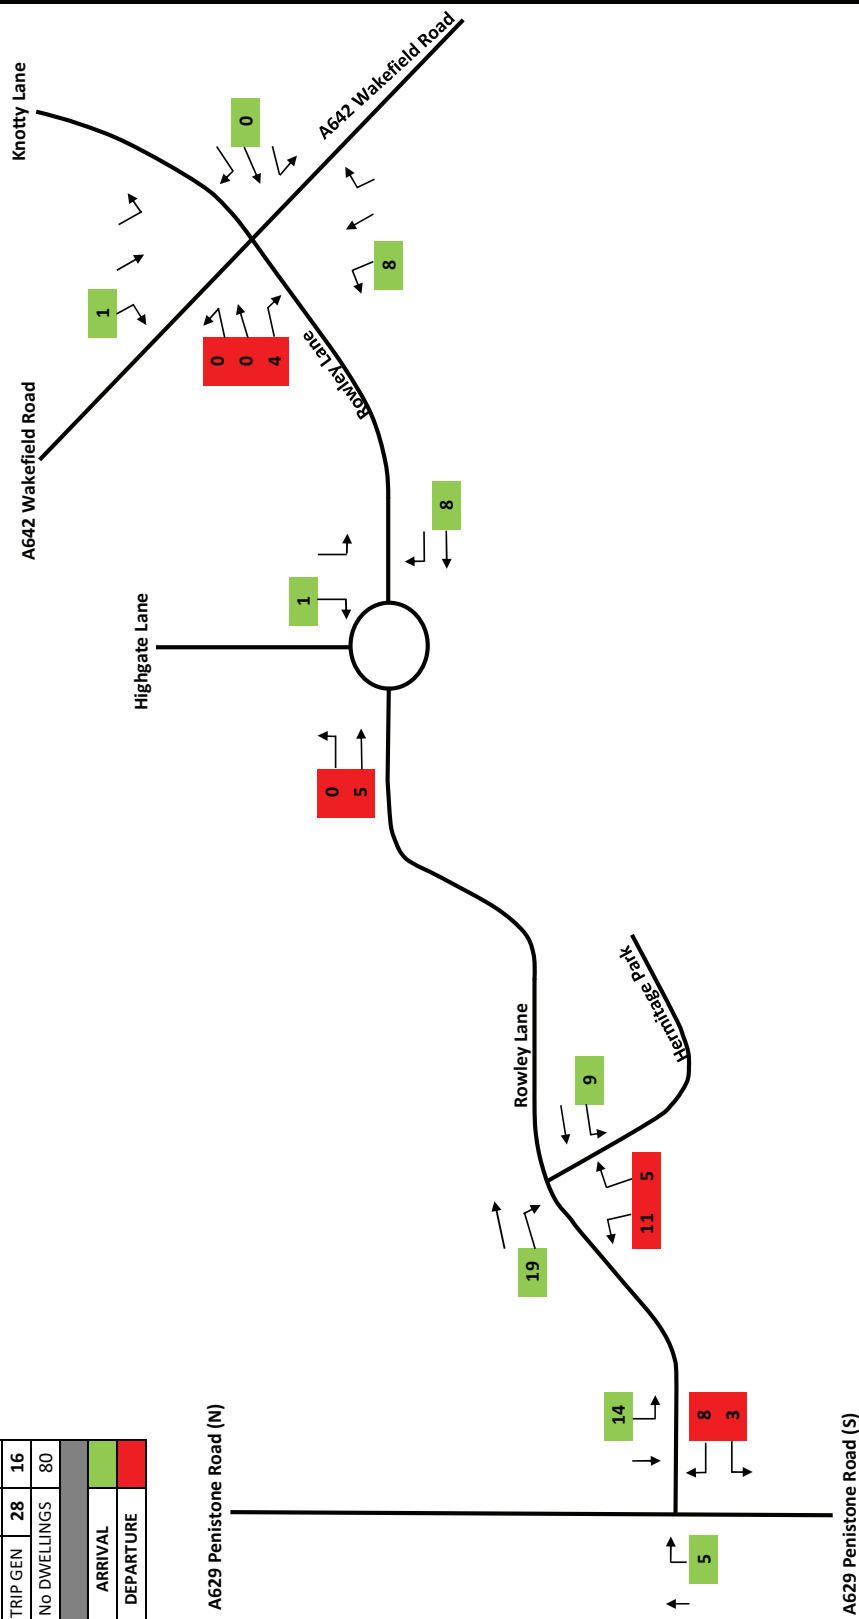 Knotty Lane
A642 Wakefield Road
0
8
1
0
0
4
Rowley Lane
A642 Wakefield Road
8
1
Highgate Lane
0
5
Rowley Lane
Hermitage Park
9
5
11
19
14
8
3
A629 Penistone Road (N)
5
A629 Penistone Road (S)
TRIP GEN 28 16
No DWELLINGS 80
ARRIVAL
DEPARTURE